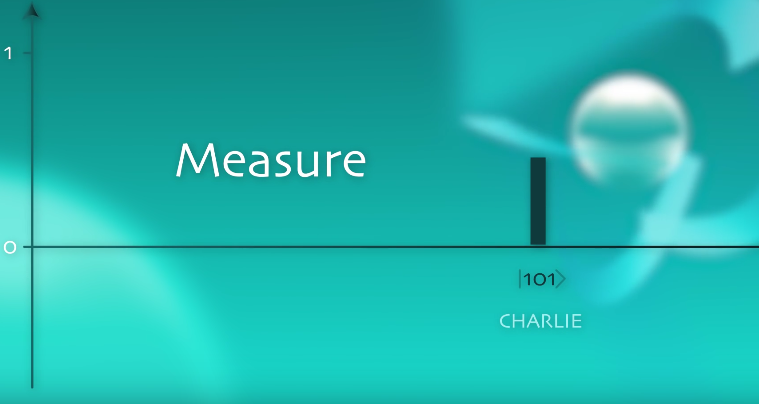 1
Measure
0
|101⟩
CHARLIE